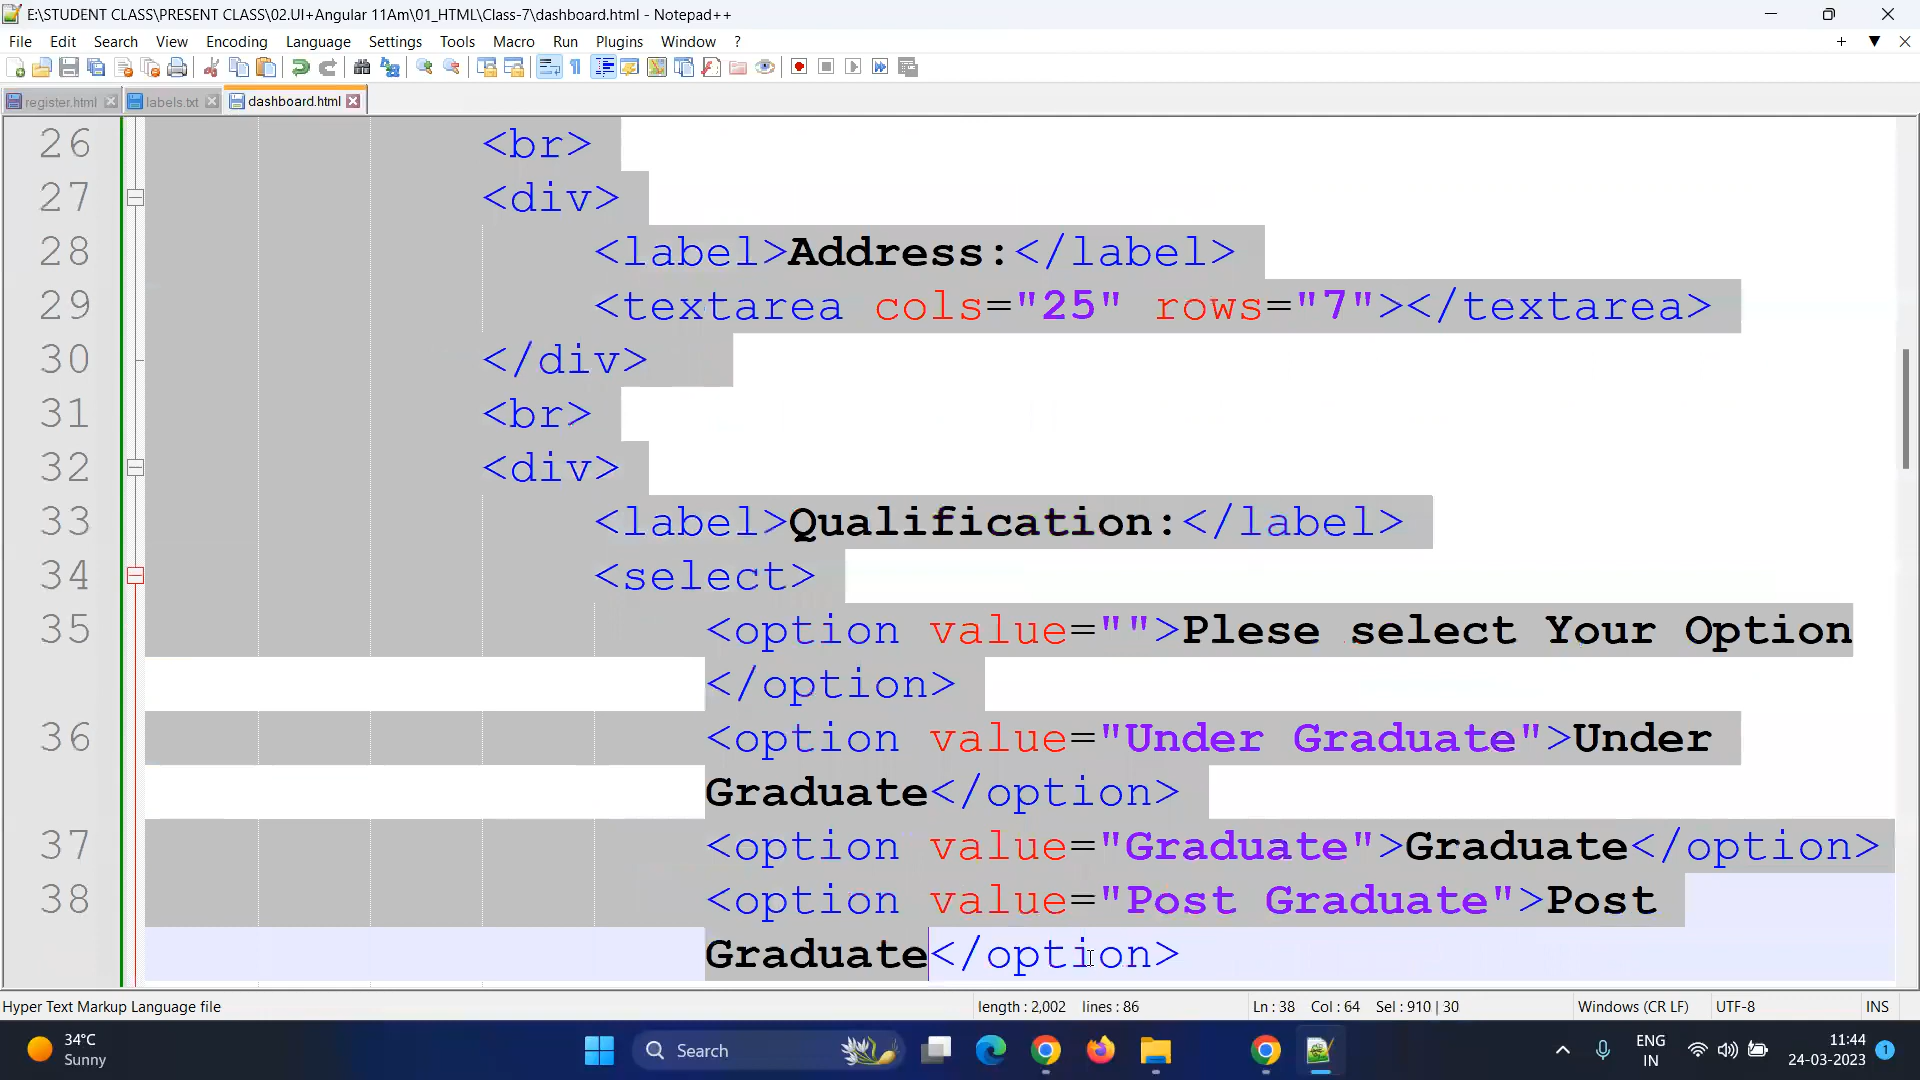 E:\STUDENT CLASS\PRESENT CLASS\02.UI+Angular 11Am\01_HTML\Class-7\dashboard.html - Notepad++
File Edit Search View Encoding Language Settings Tools Macro Run Plugins Window ?
register.html labels.txt dashboard.html
26 <br>
27 <div>
28 <label>Address:</label>
29 <textarea cols="25" rows="7"></textarea>
30 </div>
31 <br>
32 <div>
33 <label>Qualification:</label>
34 <select>
35 <option value="">Plese select Your Option
</option>
36 <option value="Under Graduate">Under
Graduate</option>
37 <option value="Graduate">Graduate</option>
38 <option value="Post Graduate">Post
Graduate</option>
Hyper Text Markup Language file length : 2,002 lines : 86 Ln : 38 Col : 64 Sel : 910 | 30 Windows (CR LF) UTF-8 INS
34°C
Sunny
Search
ENG
IN
11:44
24-03-2023
1